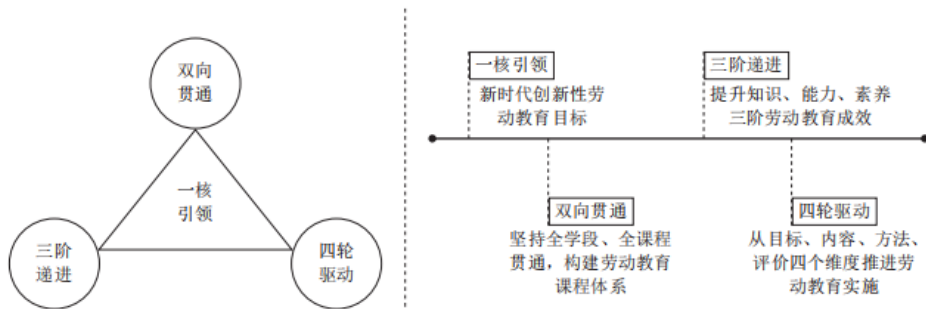 双向
贯通
一核
引领
三阶
递进
四轮
驱动
一核引领
新时代创新性劳
动教育目标
三阶递进
提升知识、能力、素养
三阶劳动教育成效
双向贯通
坚持全学段、全课程
贯通，构建劳动教育
课程体系
四轮驱动
从目标、内容、方法、
评价四个维度推进劳
动教育实施